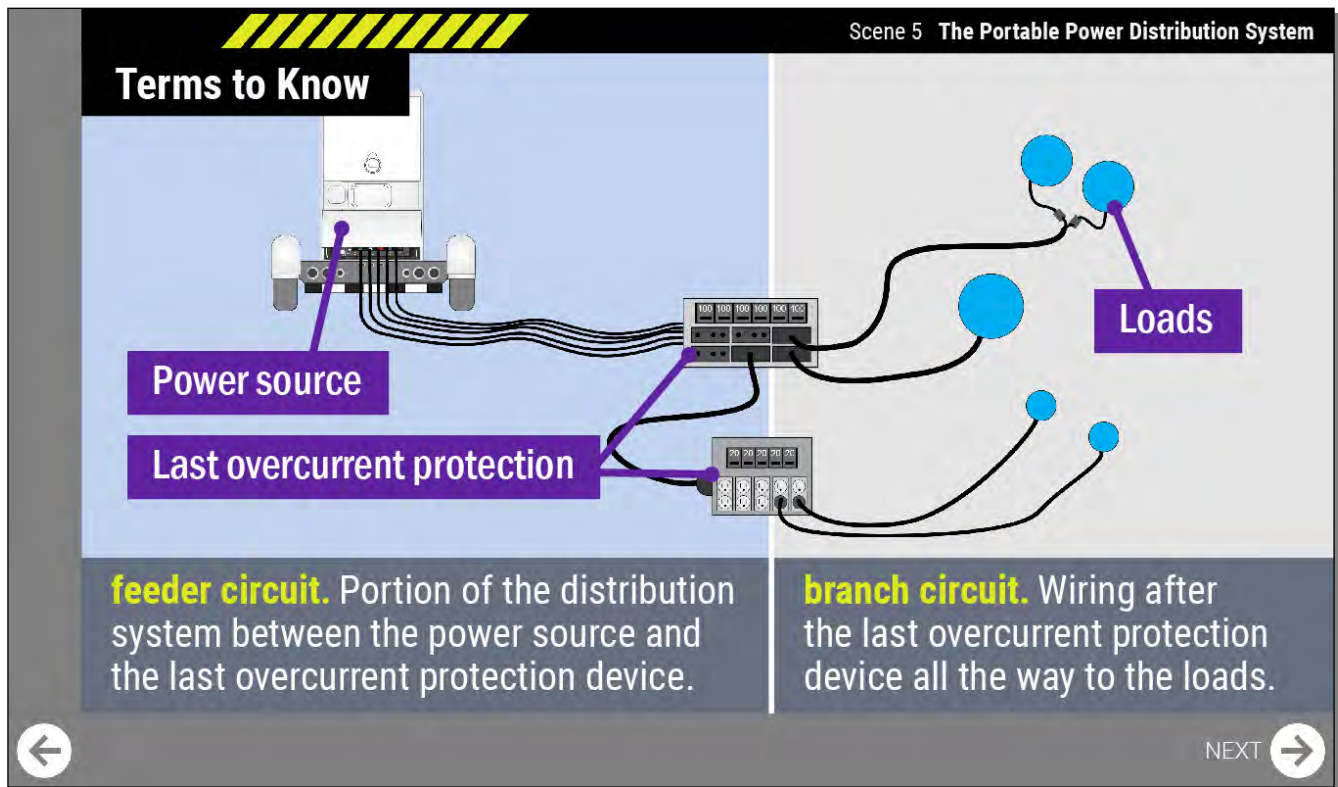 Scene 5 The Portable Power Distribution System
Terms to Know
100 100 100 100 100 100
Loads
Power source
Last overcurrent protection
20 20 20 20 20
feeder circuit. Portion of the distribution
system between the power source and
the last overcurrent protection device.
branch circuit. Wiring after
the last overcurrent protection
device all the way to the loads.
NEXT